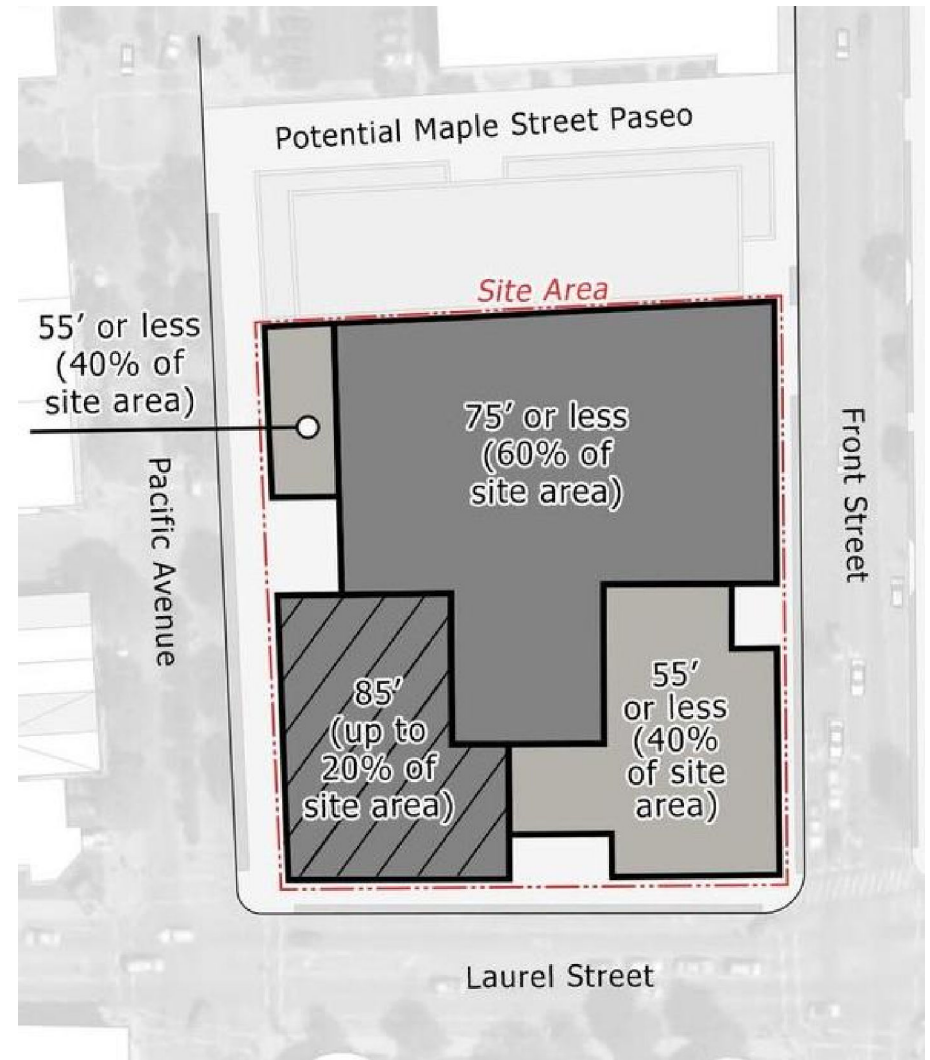 Potential Maple Street Paseo
Site Area
55′ or less
(40% of
site area)
75′ or less
(60% of
site area)
Pacific Avenue
Front Street
85′
(up to
20% of
site area)
55′
or less
(40%
of site
area)
Laurel Street